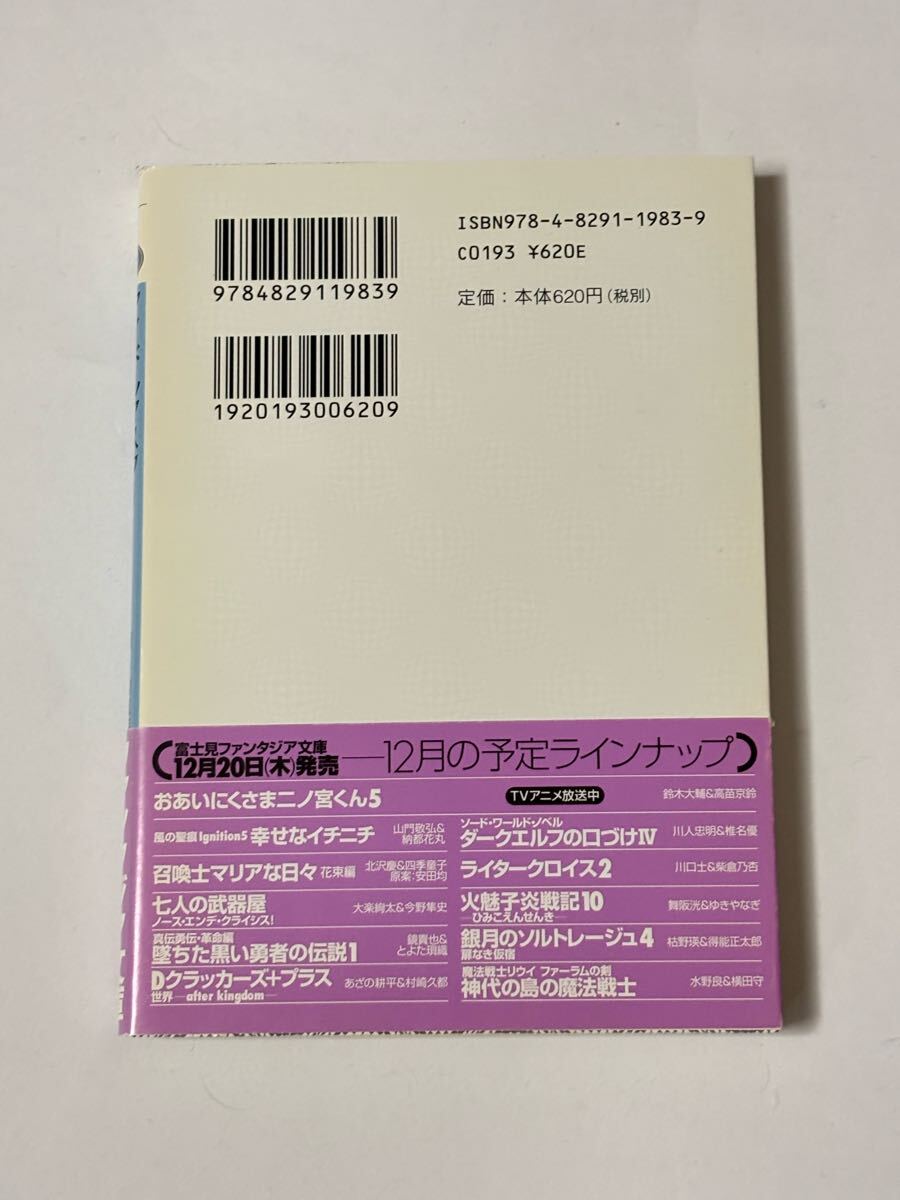 ISBN978-4-8291-1983-9
C0193 ¥620E
定価：本体620円（税別）
9784829119839
1920193006209
富士見ファンタジア文庫
12月20日(木)発売―12月の予定ラインナップ
おあいにくさま二ノ宮くん5 TVアニメ放送中 鈴木大輔&高苗京鈴
風の聖痕Ignition5 幸せなイチニチ 山門敬弘&納都花丸
召喚士マリアな日々 花束編 北沢慶&四季童子 原案:安田均
七人の武器屋 大楽絢太&今野隼史
ノース・エンデ・クライシス!
真伝勇伝・革命編
堕ちた黒い勇者の伝説1 鏡貴也&とよた瑣織
Dクラッカーズ+プラス あざの耕平&村崎久都
世界―after kingdom―
ソード・ワールド・ノベル
ダークエルフの口づけIV 川人忠明&椎名優
ライタークロイス2 川口士&柴倉乃杏
火魅子炎戦記10 舞阪洸&ゆきやなぎ
―ひみこえんせんき―
銀月のソルトレージュ4 枯野瑛&得能正太郎
扉なき仮宿
魔法戦士リウイ ファーラムの剣
神代の島の魔法戦士 水野良&横田守